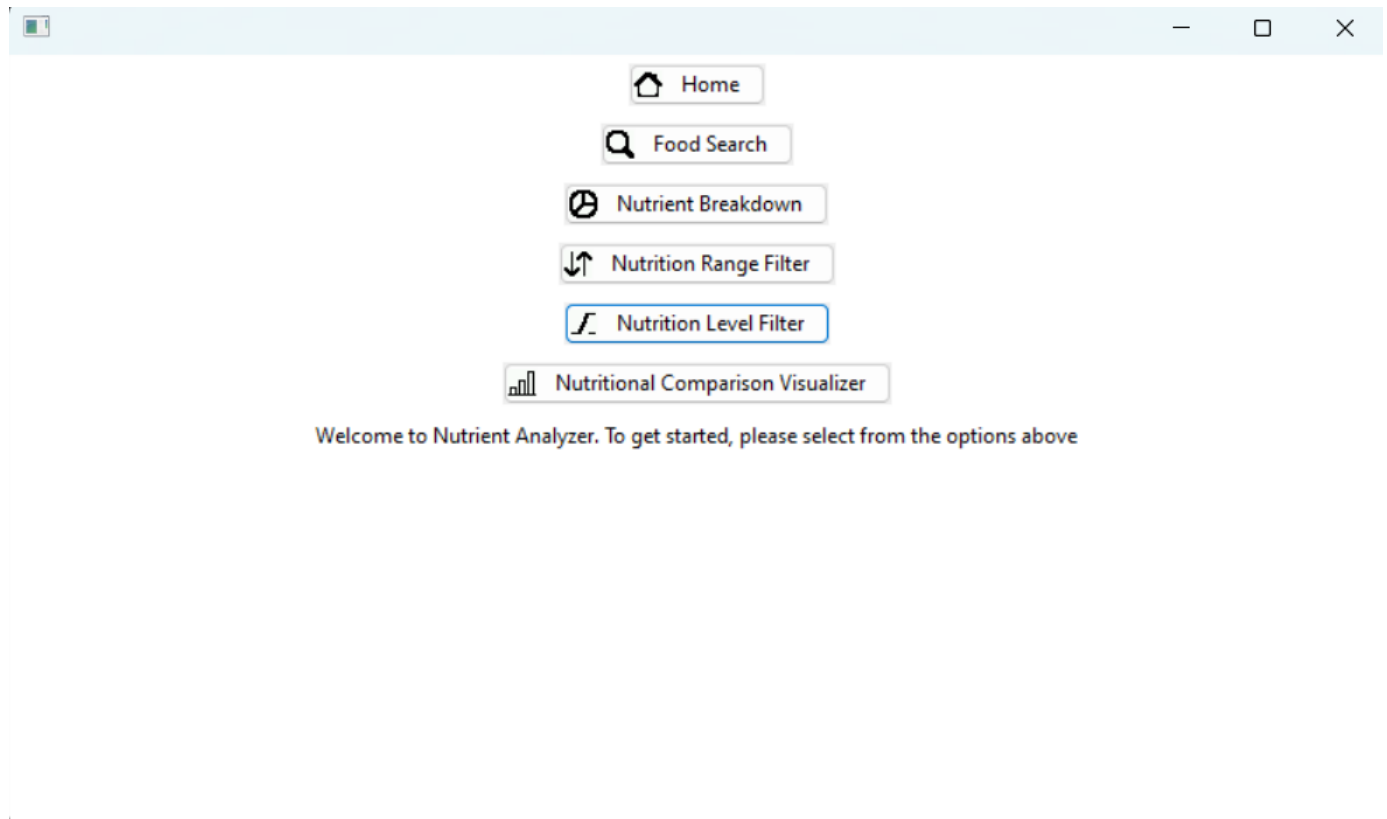 Home
Food Search
Nutrient Breakdown
Nutrition Range Filter
Nutrition Level Filter
Nutritional Comparison Visualizer
Welcome to Nutrient Analyzer. To get started, please select from the options above